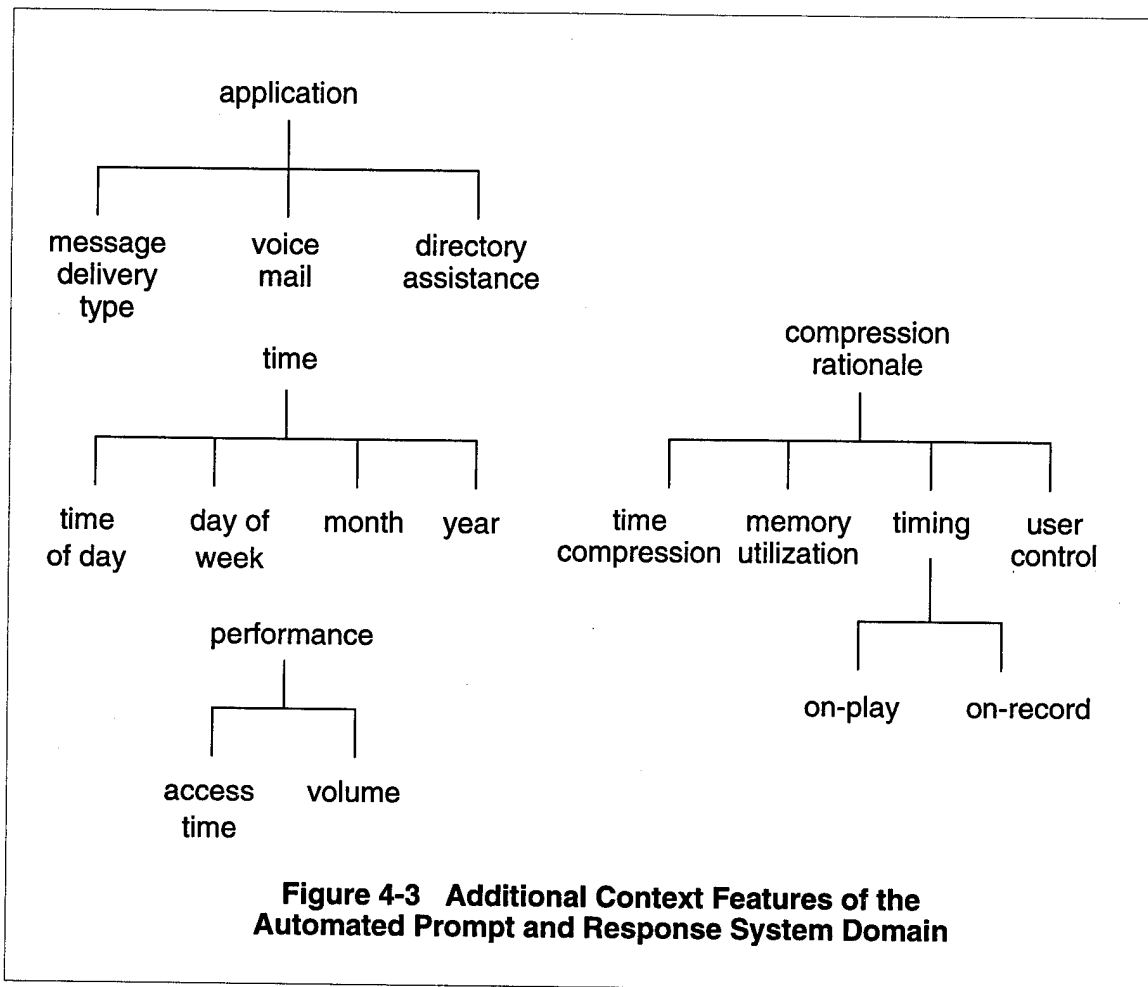 application
message
delivery
type
voice
mail
directory
assistance
time
time
of day
day of
week
month
year
performance
access
time
volume
compression
rationale
time
compression
memory
utilization
timing
user
control
on-play
on-record
Figure 4-3 Additional Context Features of the
Automated Prompt and Response System Domain